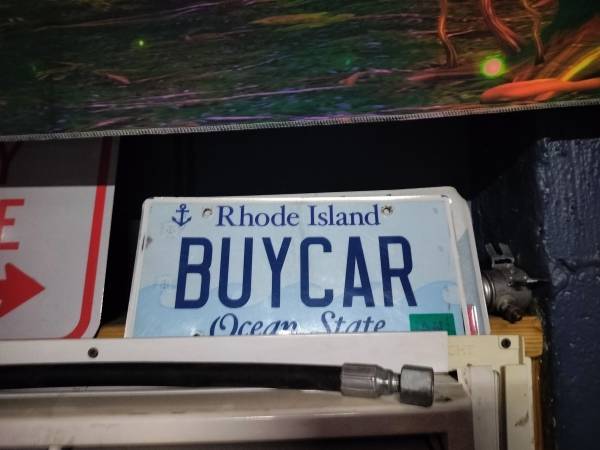 Rhode Island
BUYCAR
Ocean State